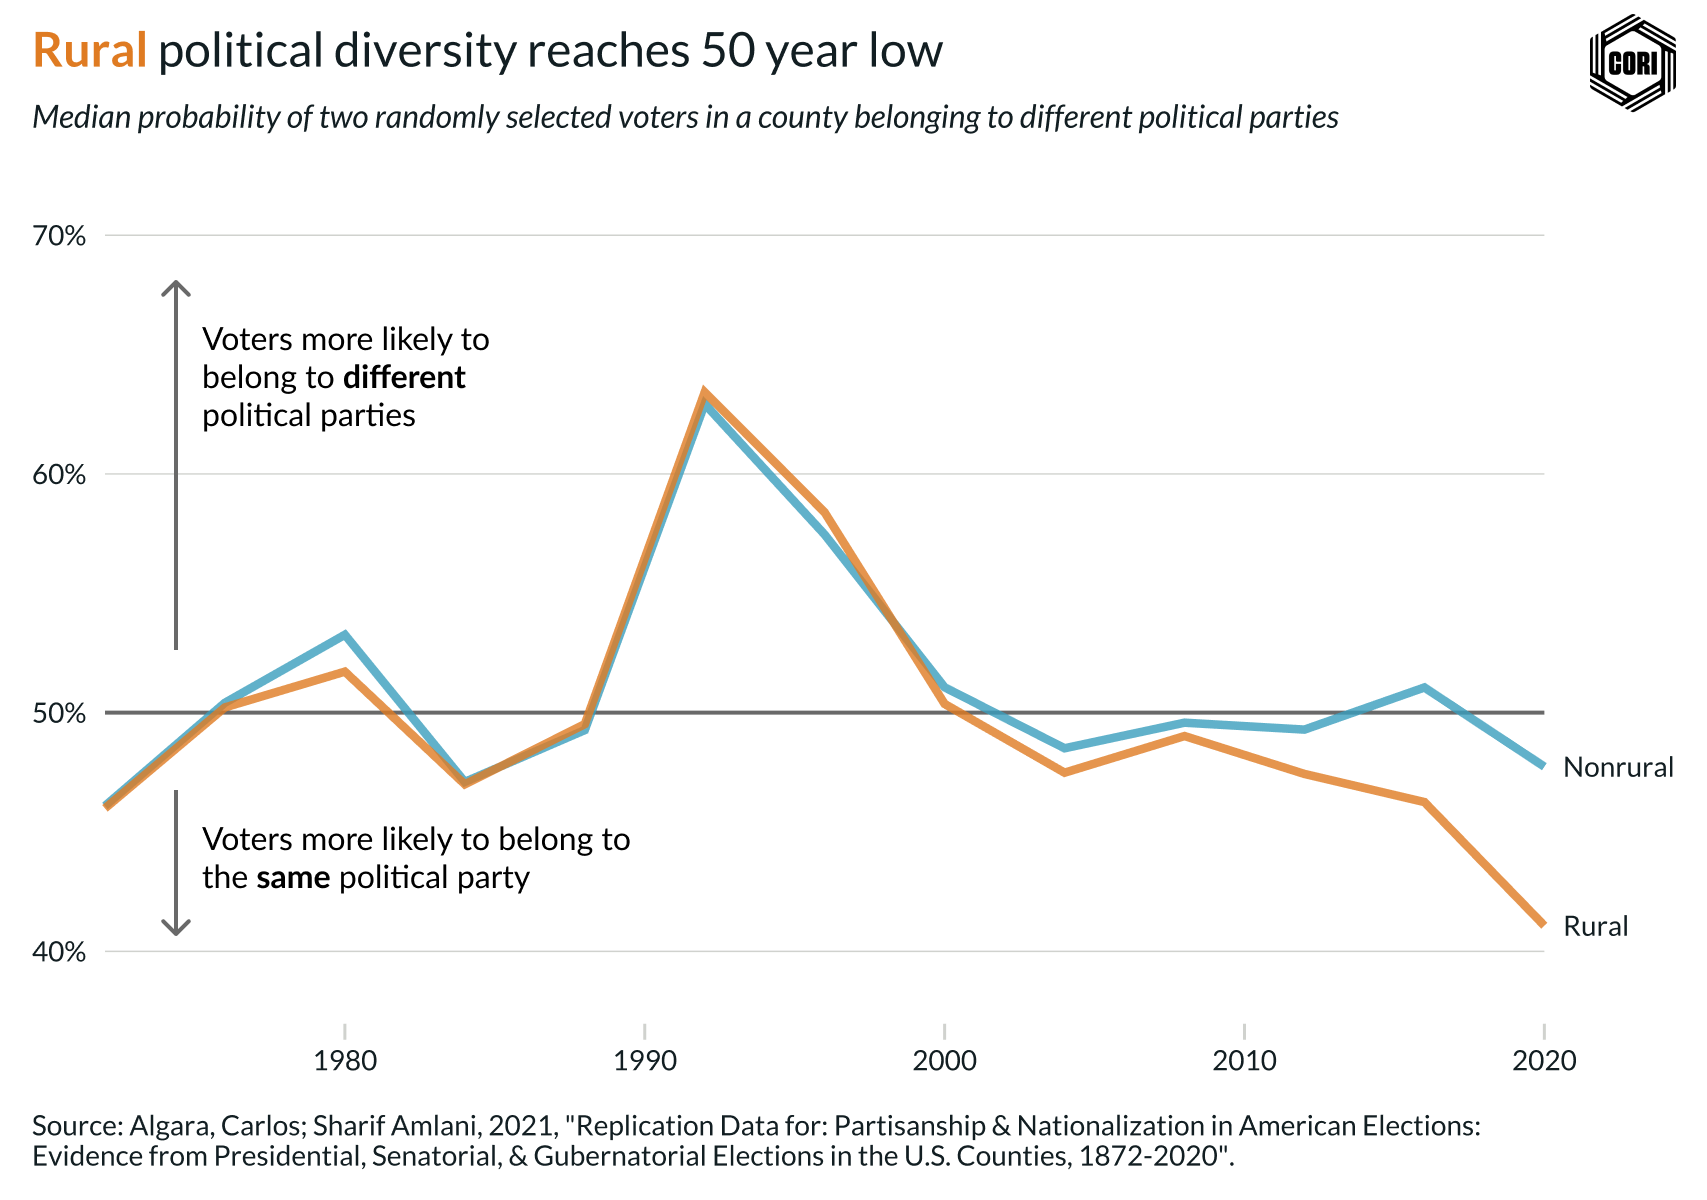 Rural political diversity reaches 50 year low
CORI
Median probability of two randomly selected voters in a county belonging to different political parties
70%
Voters more likely to
belong to different
political parties
60%
50%
Nonrural
Voters more likely to belong to
the same political party
Rural
40%
1980 1990 2000 2010 2020
Source: Algara, Carlos; Sharif Amlani, 2021, "Replication Data for: Partisanship & Nationalization in American Elections:
Evidence from Presidential, Senatorial, & Gubernatorial Elections in the U.S. Counties, 1872-2020".